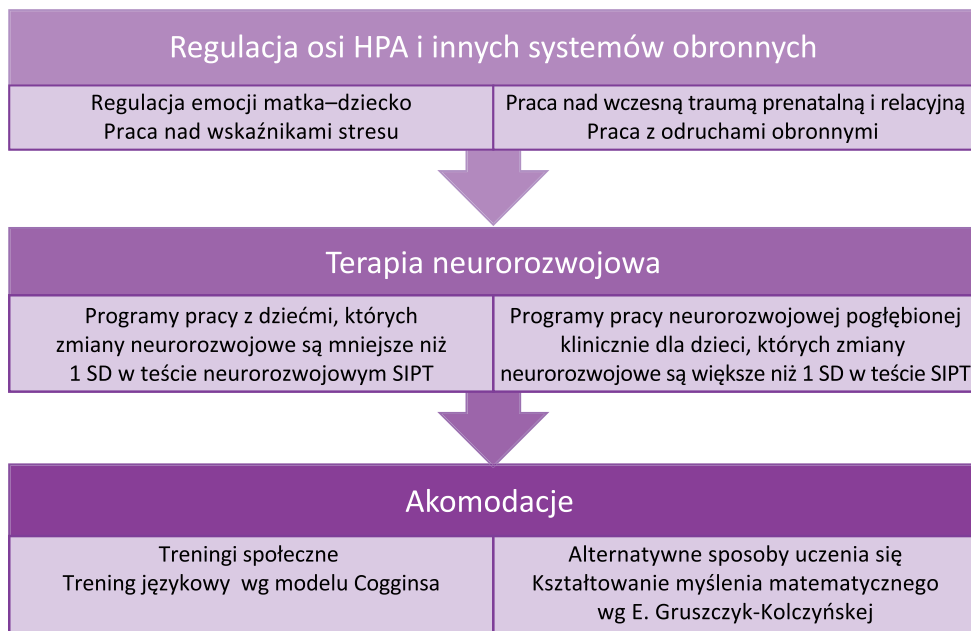 Regulacja osi HPA i innych systemów obronnych
Regulacja emocji matka–dziecko
Praca nad wskaźnikami stresu
Praca nad wczesną traumą prenatalną i relacyjną
Praca z odruchami obronnymi
Terapia neurorozwojowa
Programy pracy z dziećmi, których
zmiany neurorozwojowe są mniejsze niż
1 SD w teście neurorozwojowym SIPT
Programy pracy neurorozwojowej pogłębionej
klinicznie dla dzieci, których zmiany
neurorozwojowe są większe niż 1 SD w teście SIPT
Akomodacje
Treningi społeczne
Trening językowy wg modelu Cogginsa
Alternatywne sposoby uczenia się
Kształtowanie myślenia matematycznego
wg E. Gruszczyk-Kolczyńskej